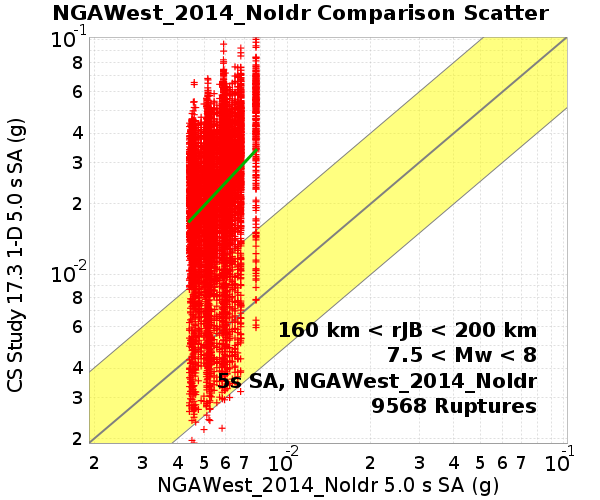 NGAWest_2014_NoIdr Comparison Scatter
CS Study 17.3 1-D 5.0 s SA (g)
10-1
8
6
4
3
2
10-2
8
6
4
3
2
160 km < rJB < 200 km
7.5 < Mw < 8
5s SA, NGAWest_2014_NoIdr
9568 Ruptures
2 3 4 5 6 7 10-2 2 3 4 5 6 7 10-1
NGAWest_2014_NoIdr 5.0 s SA (g)